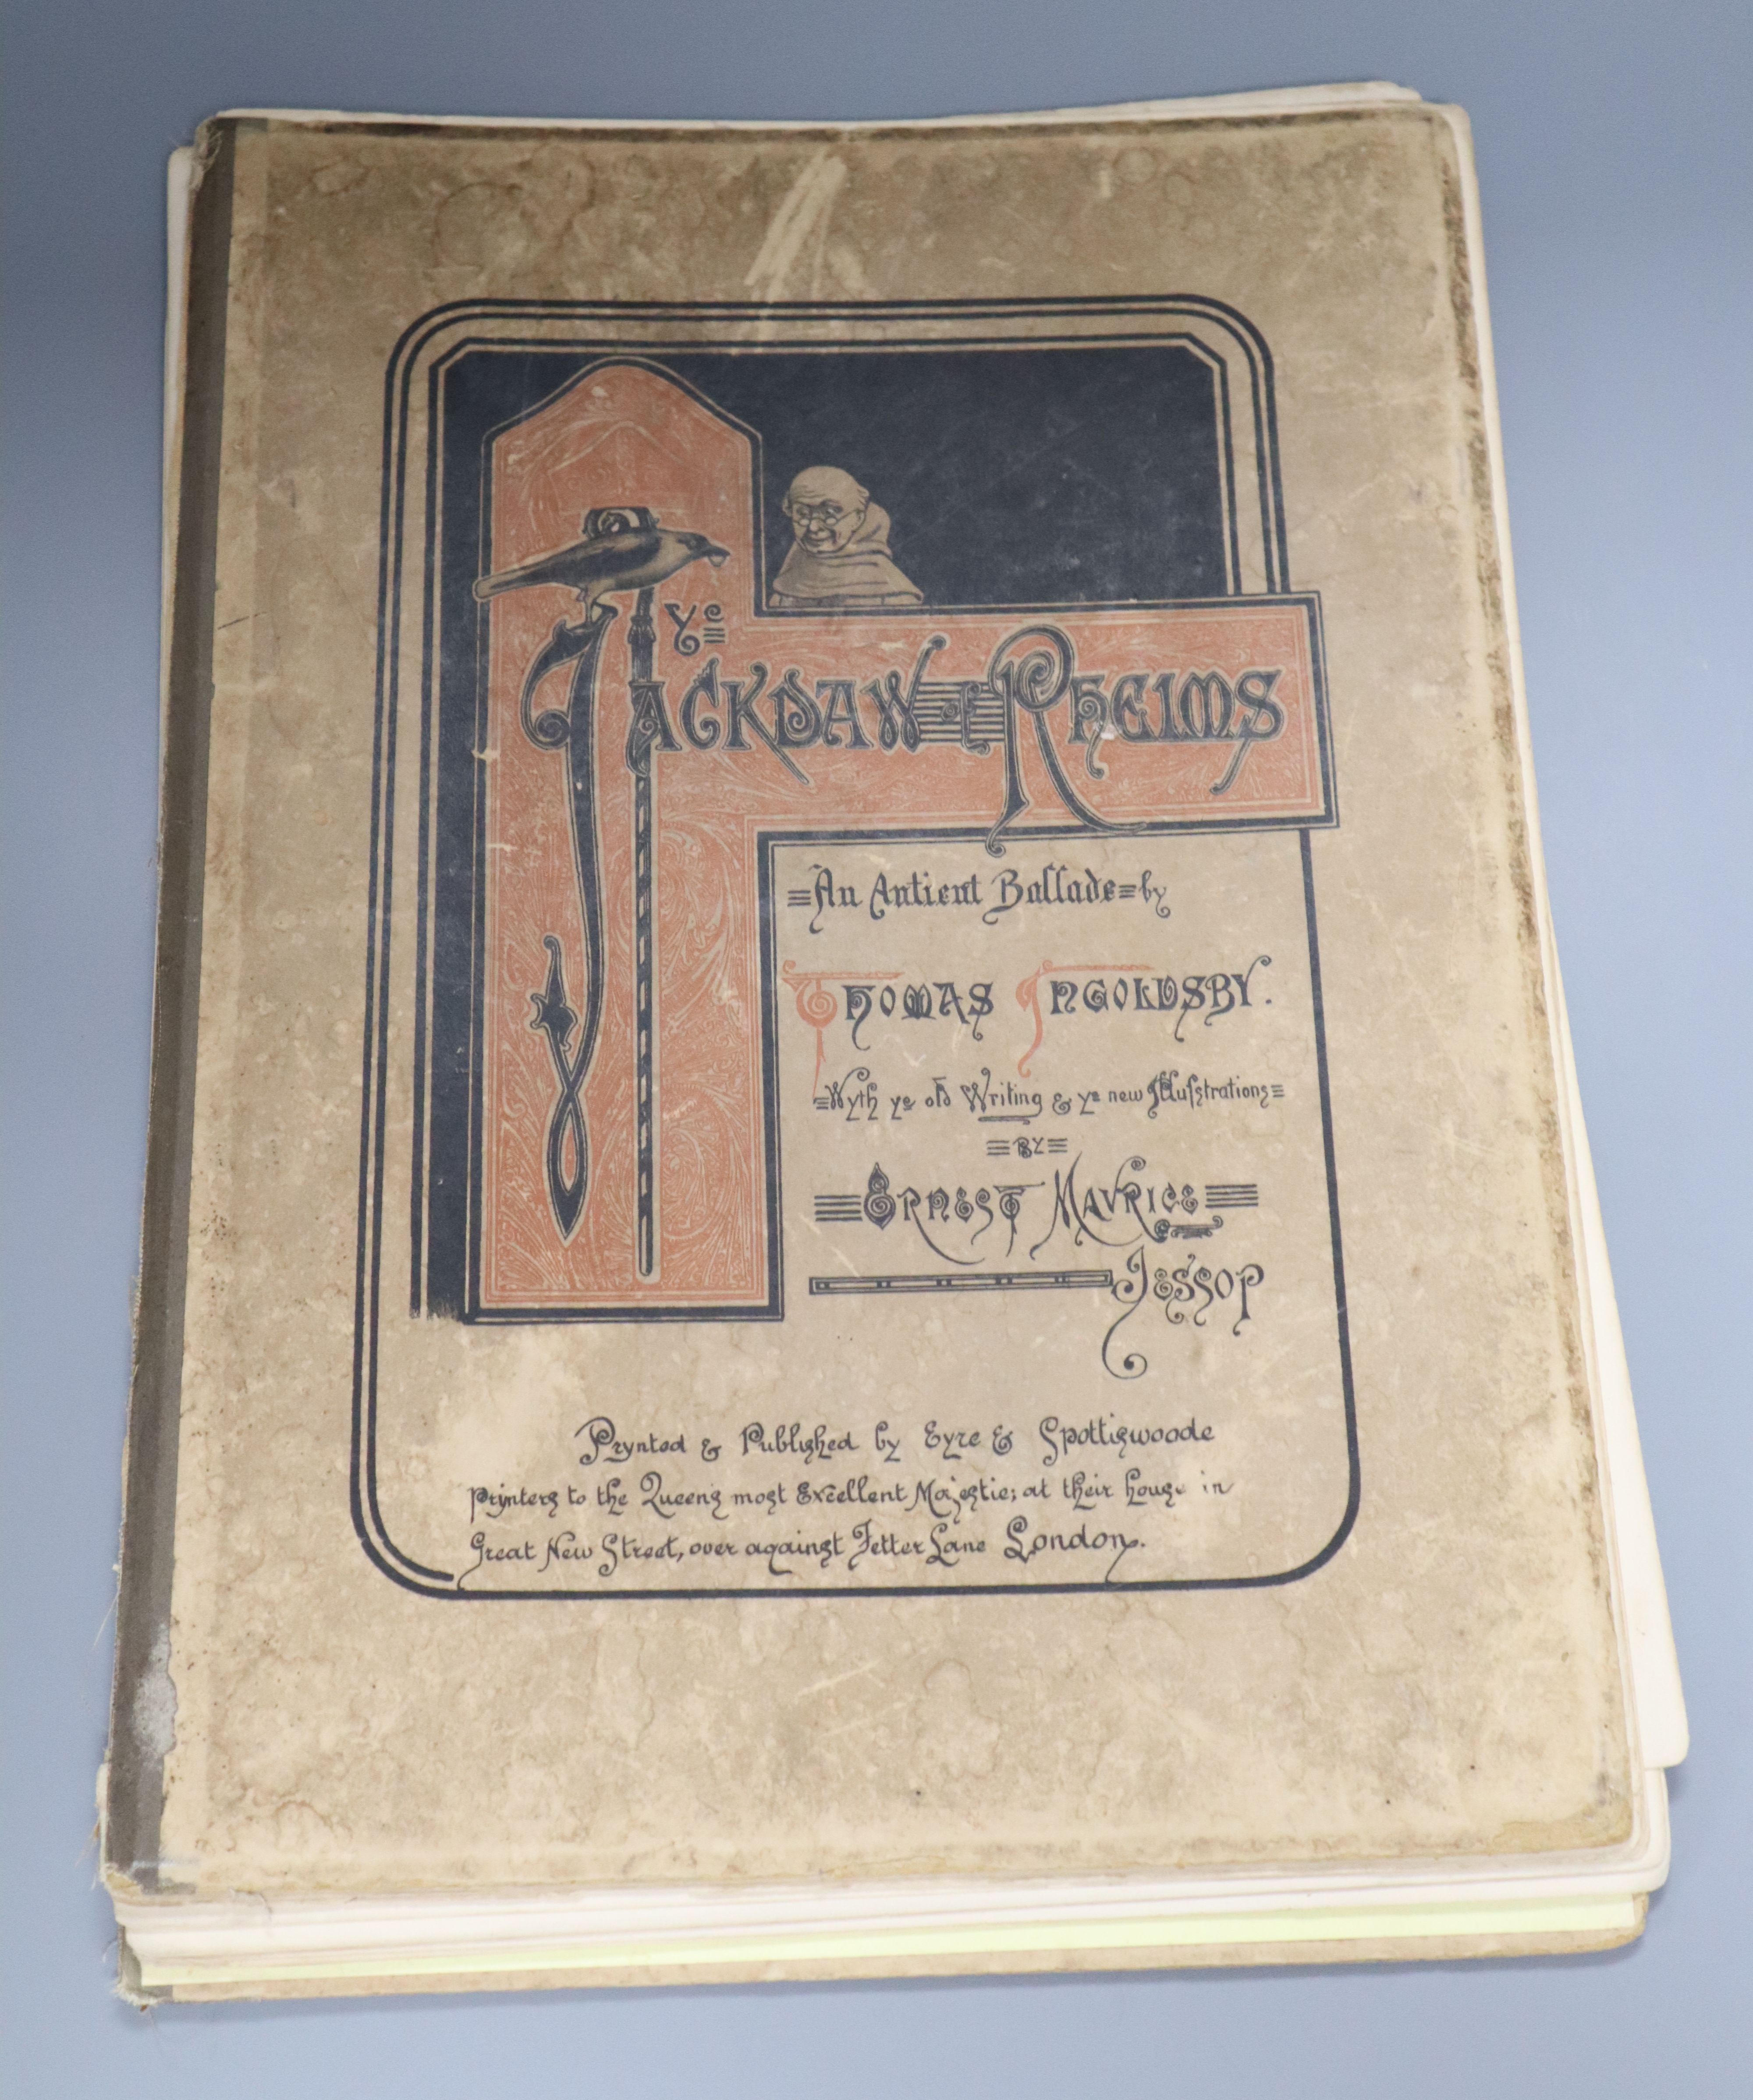 Ye
Jackdaw of Rheims
An Antient Ballade by
Thomas Ingoldsby.
Wyth ye old Writing & ye new Illustrations
BY
Ernest Mavrice
Jessop
Prynted & Published by Eyre & Spottiswoode
Prynters to the Queens most Excellent Majestie; at their house in
Great New Street, over against Fetter Lane London.